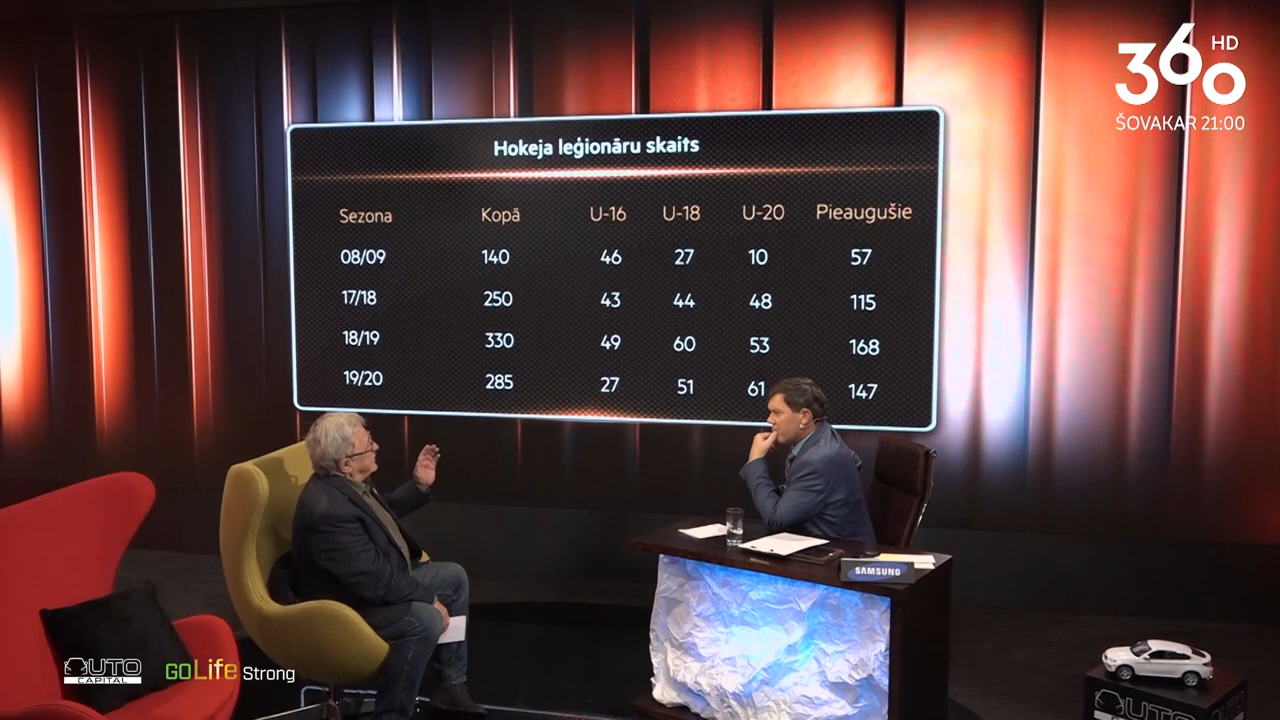 360 HD
ŠOVAKAR 21:00
Hokeja leģionāru skaits
Sezona Kopā U-16 U-18 U-20 Pieaugušie
08/09 140 46 27 10 57
17/18 250 43 44 48 115
18/19 330 49 60 53 168
19/20 285 27 51 61 147
SAMSUNG
AUTO
CAPITAL
GOLife Strong